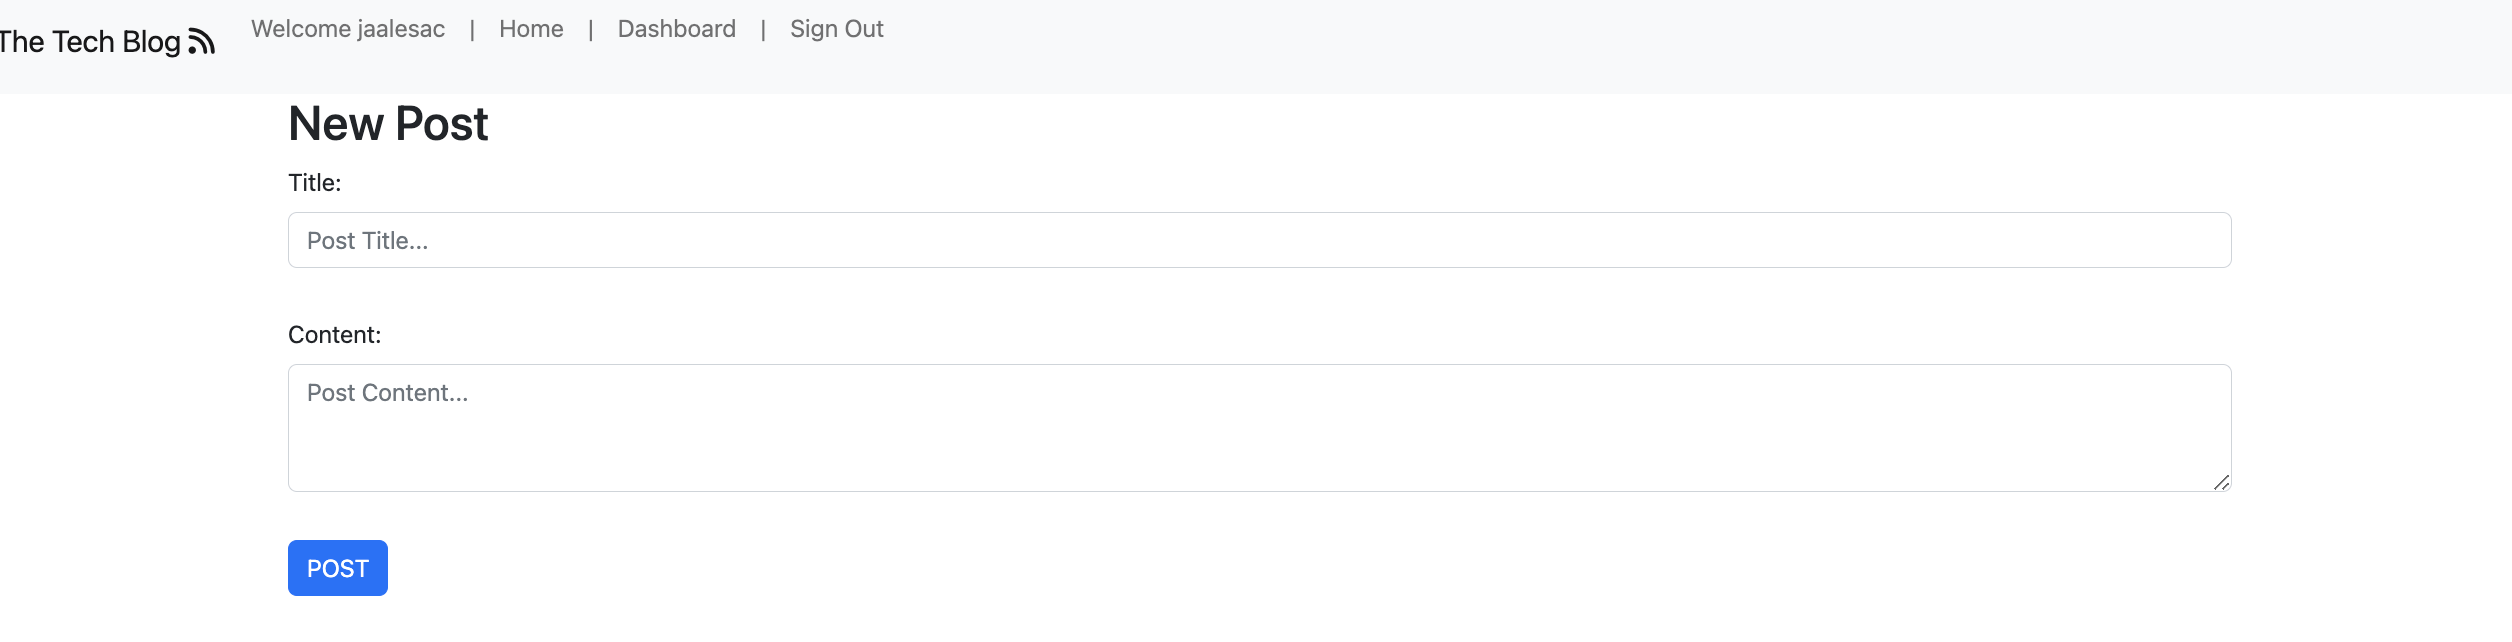 The Tech Blog
Welcome jaalesac | Home | Dashboard | Sign Out
New Post
Title:
Post Title...
Content:
Post Content...
POST